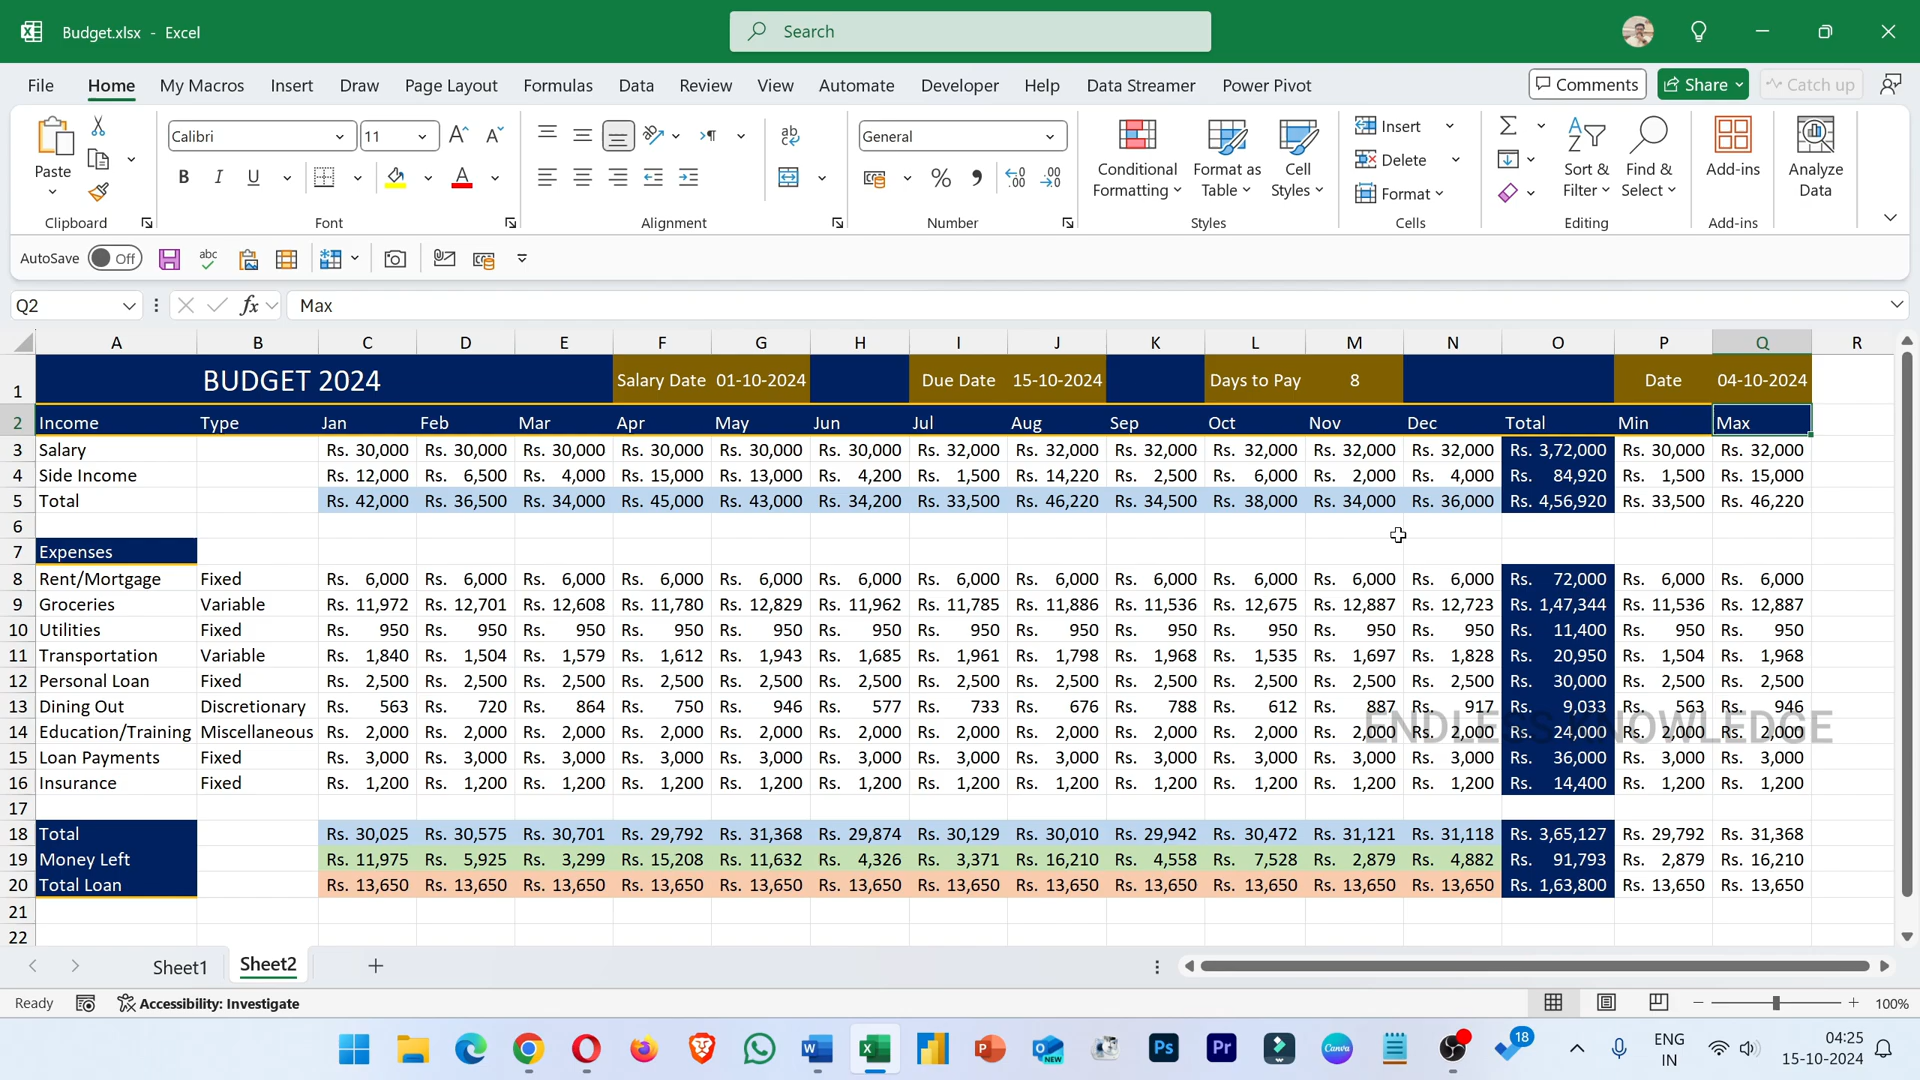 Budget.xlsx - Excel
Search
File Home My Macros Insert Draw Page Layout Formulas Data Review View Automate Developer Help Data Streamer Power Pivot Comments Share Catch up
Paste
Clipboard
Calibri 11
B I U
Font
Alignment
General
Number
Conditional Formatting
Format as Table
Cell Styles
Styles
Insert
Delete
Format
Cells
Sort & Filter
Find & Select
Editing
Add-ins
Add-ins
Analyze Data
AutoSave Off
Q2 fx Max
A B C D E F G H I J K L M N O P Q R
1 BUDGET 2024 Salary Date 01-10-2024 Due Date 15-10-2024 Days to Pay 8 Date 04-10-2024
2 Income Type Jan Feb Mar Apr May Jun Jul Aug Sep Oct Nov Dec Total Min Max
3 Salary Rs. 30,000 Rs. 30,000 Rs. 30,000 Rs. 30,000 Rs. 30,000 Rs. 30,000 Rs. 32,000 Rs. 32,000 Rs. 32,000 Rs. 32,000 Rs. 32,000 Rs. 32,000 Rs. 3,72,000 Rs. 30,000 Rs. 32,000
4 Side Income Rs. 12,000 Rs. 6,500 Rs. 4,000 Rs. 15,000 Rs. 13,000 Rs. 4,200 Rs. 1,500 Rs. 14,220 Rs. 2,500 Rs. 6,000 Rs. 2,000 Rs. 4,000 Rs. 84,920 Rs. 1,500 Rs. 15,000
5 Total Rs. 42,000 Rs. 36,500 Rs. 34,000 Rs. 45,000 Rs. 43,000 Rs. 34,200 Rs. 33,500 Rs. 46,220 Rs. 34,500 Rs. 38,000 Rs. 34,000 Rs. 36,000 Rs. 4,56,920 Rs. 33,500 Rs. 46,220
6
7 Expenses
8 Rent/Mortgage Fixed Rs. 6,000 Rs. 6,000 Rs. 6,000 Rs. 6,000 Rs. 6,000 Rs. 6,000 Rs. 6,000 Rs. 6,000 Rs. 6,000 Rs. 6,000 Rs. 6,000 Rs. 6,000 Rs. 72,000 Rs. 6,000 Rs. 6,000
9 Groceries Variable Rs. 11,972 Rs. 12,701 Rs. 12,608 Rs. 11,780 Rs. 12,829 Rs. 11,962 Rs. 11,785 Rs. 11,886 Rs. 11,536 Rs. 12,675 Rs. 12,887 Rs. 12,723 Rs. 1,47,344 Rs. 11,536 Rs. 12,887
10 Utilities Fixed Rs. 950 Rs. 950 Rs. 950 Rs. 950 Rs. 950 Rs. 950 Rs. 950 Rs. 950 Rs. 950 Rs. 950 Rs. 950 Rs. 950 Rs. 11,400 Rs. 950 Rs. 950
11 Transportation Variable Rs. 1,840 Rs. 1,504 Rs. 1,579 Rs. 1,612 Rs. 1,943 Rs. 1,685 Rs. 1,961 Rs. 1,798 Rs. 1,968 Rs. 1,535 Rs. 1,697 Rs. 1,828 Rs. 20,950 Rs. 1,504 Rs. 1,968
12 Personal Loan Fixed Rs. 2,500 Rs. 2,500 Rs. 2,500 Rs. 2,500 Rs. 2,500 Rs. 2,500 Rs. 2,500 Rs. 2,500 Rs. 2,500 Rs. 2,500 Rs. 2,500 Rs. 2,500 Rs. 30,000 Rs. 2,500 Rs. 2,500
13 Dining Out Discretionary Rs. 563 Rs. 720 Rs. 864 Rs. 750 Rs. 946 Rs. 577 Rs. 733 Rs. 676 Rs. 788 Rs. 612 Rs. 887 Rs. 917 Rs. 9,033 Rs. 563 Rs. 946
ENDLESS KNOWLEDGE
14 Education/Training Miscellaneous Rs. 2,000 Rs. 2,000 Rs. 2,000 Rs. 2,000 Rs. 2,000 Rs. 2,000 Rs. 2,000 Rs. 2,000 Rs. 2,000 Rs. 2,000 Rs. 2,000 Rs. 2,000 Rs. 24,000 Rs. 2,000 Rs. 2,000
15 Loan Payments Fixed Rs. 3,000 Rs. 3,000 Rs. 3,000 Rs. 3,000 Rs. 3,000 Rs. 3,000 Rs. 3,000 Rs. 3,000 Rs. 3,000 Rs. 3,000 Rs. 3,000 Rs. 3,000 Rs. 36,000 Rs. 3,000 Rs. 3,000
16 Insurance Fixed Rs. 1,200 Rs. 1,200 Rs. 1,200 Rs. 1,200 Rs. 1,200 Rs. 1,200 Rs. 1,200 Rs. 1,200 Rs. 1,200 Rs. 1,200 Rs. 1,200 Rs. 1,200 Rs. 14,400 Rs. 1,200 Rs. 1,200
17
18 Total Rs. 30,025 Rs. 30,575 Rs. 30,701 Rs. 29,792 Rs. 31,368 Rs. 29,874 Rs. 30,129 Rs. 30,010 Rs. 29,942 Rs. 30,472 Rs. 31,121 Rs. 31,118 Rs. 3,65,127 Rs. 29,792 Rs. 31,368
19 Money Left Rs. 11,975 Rs. 5,925 Rs. 3,299 Rs. 15,208 Rs. 11,632 Rs. 4,326 Rs. 3,371 Rs. 16,210 Rs. 4,558 Rs. 7,528 Rs. 2,879 Rs. 4,882 Rs. 91,793 Rs. 2,879 Rs. 16,210
20 Total Loan Rs. 13,650 Rs. 13,650 Rs. 13,650 Rs. 13,650 Rs. 13,650 Rs. 13,650 Rs. 13,650 Rs. 13,650 Rs. 13,650 Rs. 13,650 Rs. 13,650 Rs. 13,650 Rs. 1,63,800 Rs. 13,650 Rs. 13,650
21
22
Sheet1 Sheet2
Ready Accessibility: Investigate 100%
18 ENG 04:25
IN 15-10-2024